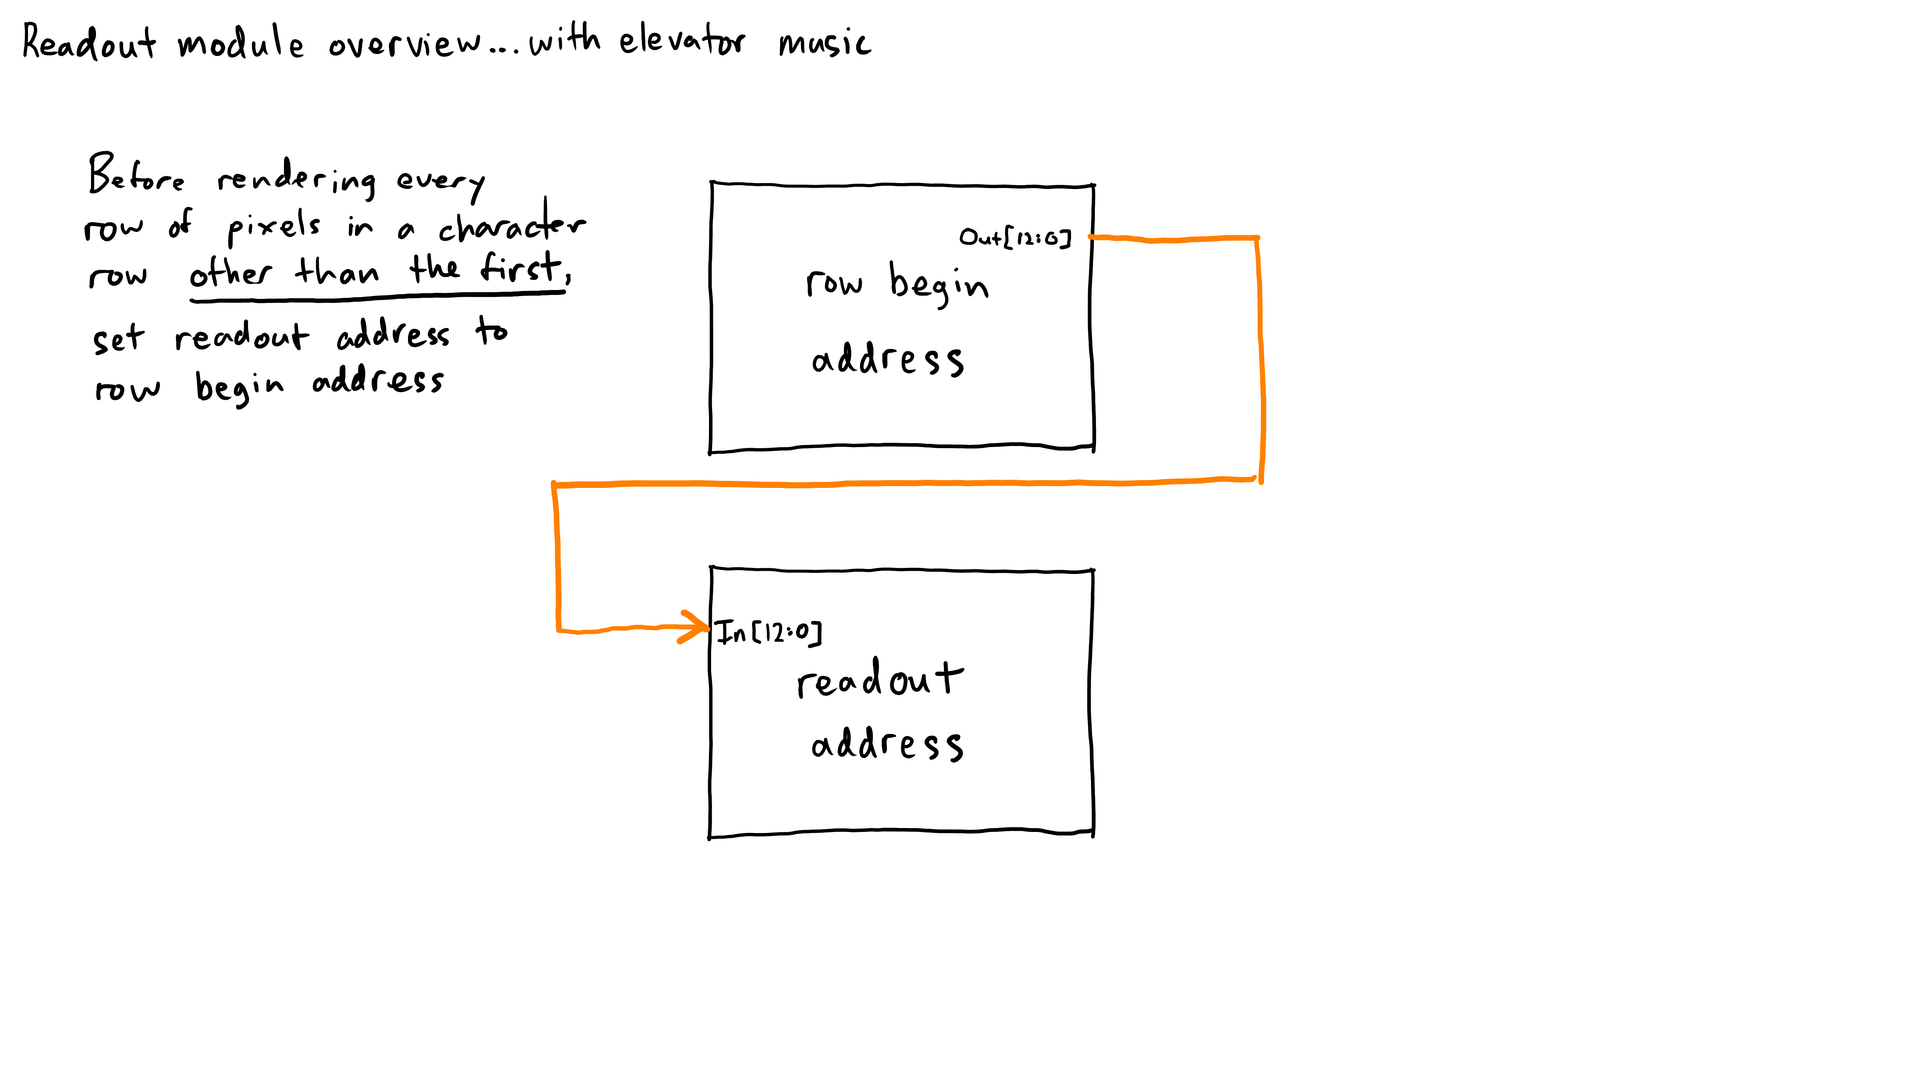 Readout module overview...with elevator music
Before rendering every
row of pixels in a character
row other than the first,
set readout address to
row begin address
Out[12:0]
row begin
address
In[12:0]
readout
address